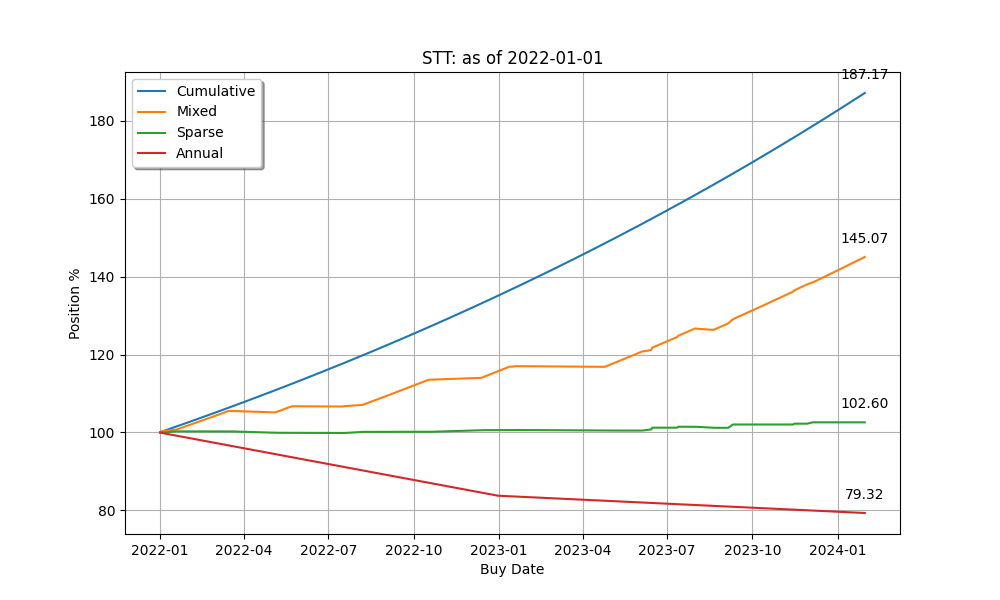 STT: as of 2022-01-01
187.17
Cumulative
Mixed
Sparse
Annual
180
160
145.07
140
Position %
120
102.60
100
79.32
80
2022-01 2022-04 2022-07 2022-10 2023-01 2023-04 2023-07 2023-10 2024-01
Buy Date